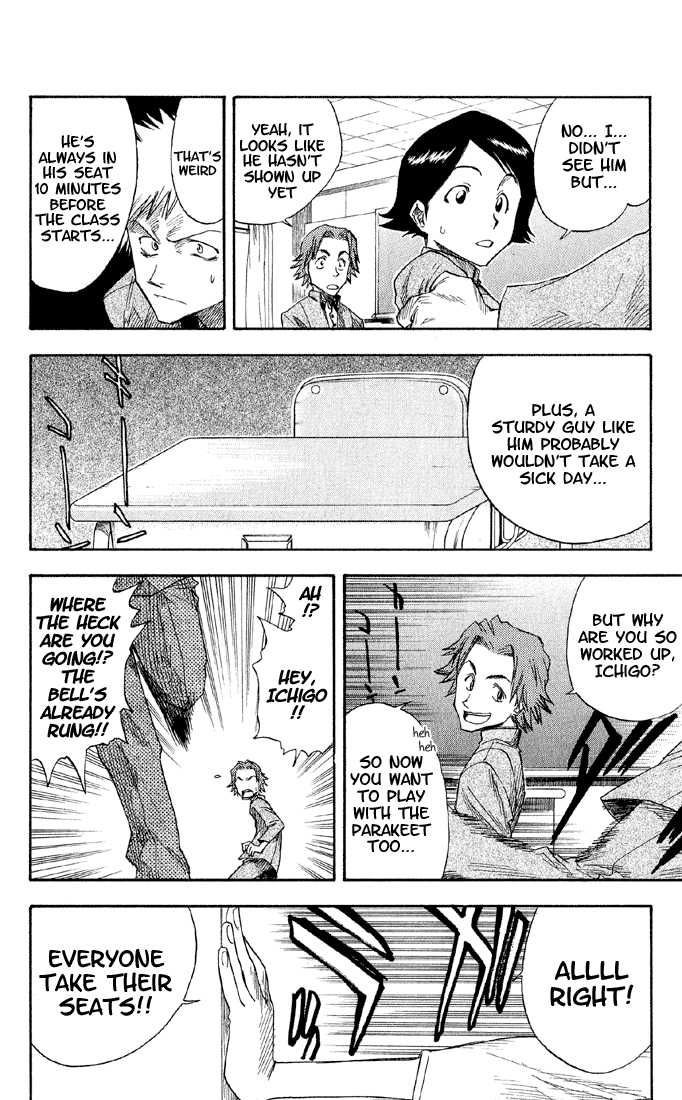 NO... I...
DIDN'T
SEE HIM
BUT...
YEAH, IT
LOOKS LIKE
HE HASN'T
SHOWN UP
YET
THAT'S
WEIRD
HE'S
ALWAYS IN
HIS SEAT
10 MINUTES
BEFORE
THE CLASS
STARTS...
PLUS, A
STURDY GUY LIKE
HIM PROBABLY
WOULDN'T TAKE A
SICK DAY...
BUT WHY
ARE YOU SO
WORKED UP,
ICHIGO?
heh
heh
SO NOW
YOU WANT
TO PLAY
WITH THE
PARAKEET
TOO...
AH
!?
HEY,
ICHIGO
!!
WHERE
THE HECK
ARE YOU
GOING!?
THE
BELL'S
ALREADY
RUNG!!
ALLLL
RIGHT!
EVERYONE
TAKE THEIR
SEATS!!